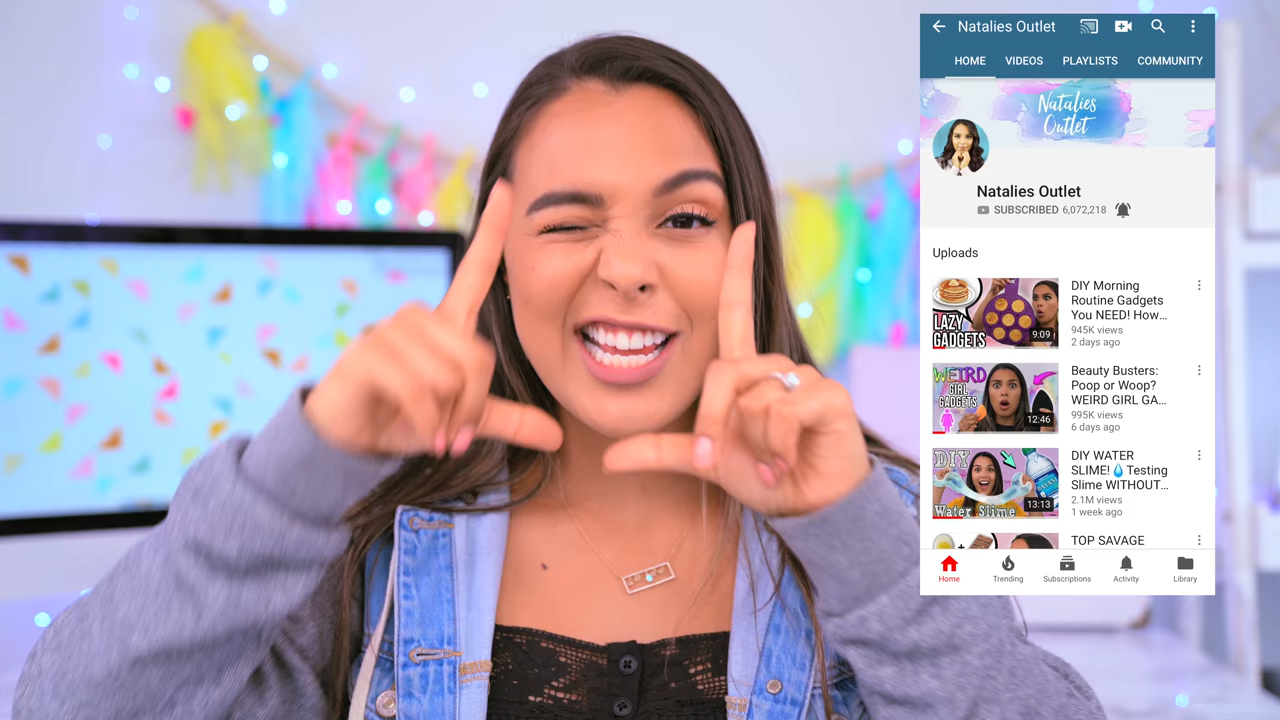 Natalies Outlet
HOME VIDEOS PLAYLISTS COMMUNITY
Natalies
Outlet
Natalies Outlet
SUBSCRIBED 6,072,218
Uploads
LAZY
GADGETS
9:09
DIY Morning
Routine Gadgets
You NEED! How...
945K views
2 days ago
WEIRD
GIRL
GADGETS
12:46
Beauty Busters:
Poop or Woop?
WEIRD GIRL GA...
995K views
6 days ago
DIY
Water Slime
13:13
DIY WATER
SLIME!💧Testing
Slime WITHOUT...
2.1M views
1 week ago
TOP SAVAGE
Home Trending Subscriptions Activity Library